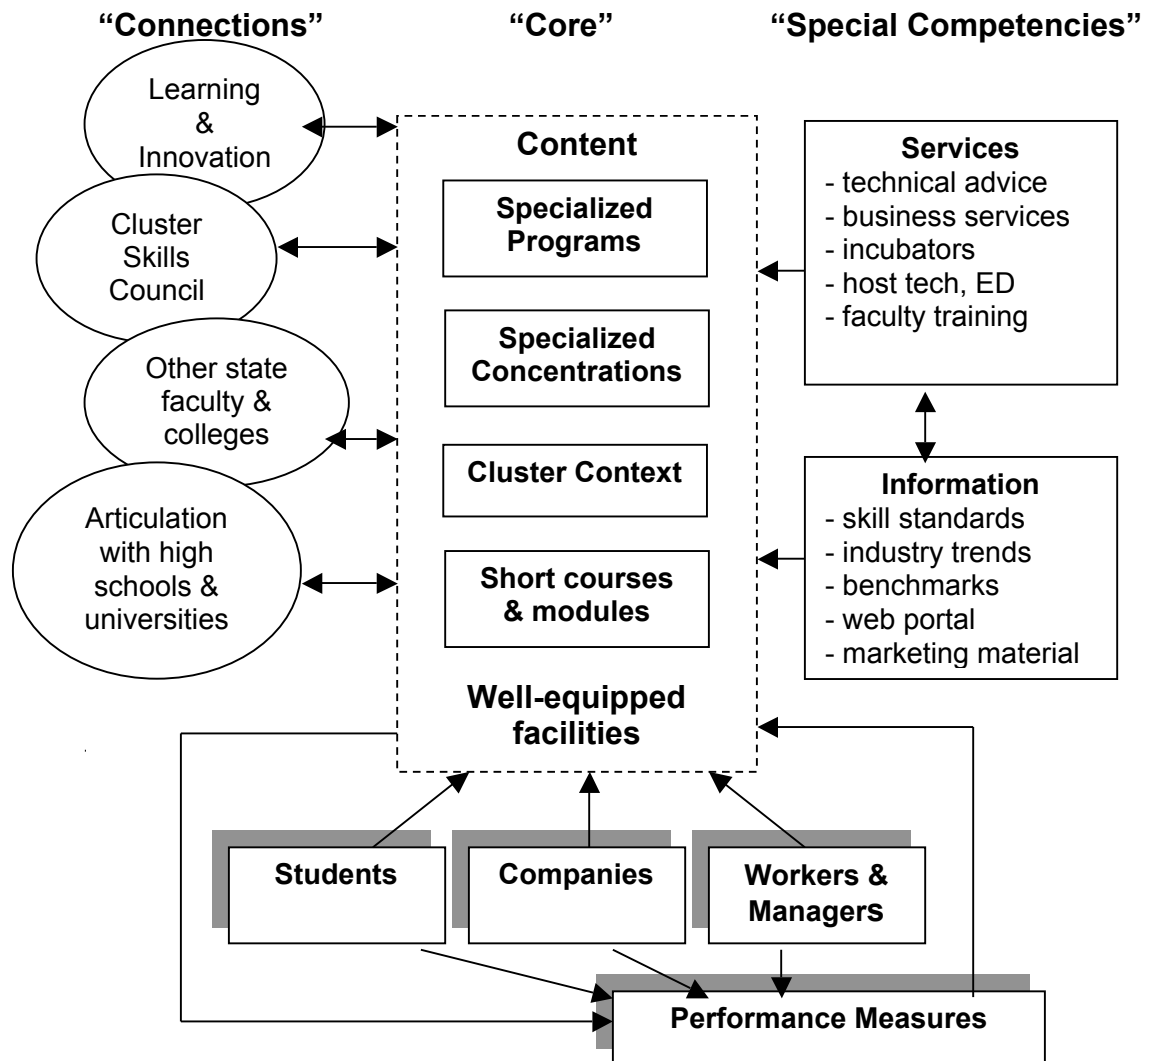 “Connections”
“Core”
“Special Competencies”
Learning
&
Innovation
Cluster
Skills
Council
Other state
faculty &
colleges
Articulation
with high
schools &
universities
Content
Specialized
Programs
Specialized
Concentrations
Cluster Context
Short courses
& modules
Well-equipped
facilities
Services
- technical advice
- business services
- incubators
- host tech, ED
- faculty training
Information
- skill standards
- industry trends
- benchmarks
- web portal
- marketing material
Students
Companies
Workers &
Managers
Performance Measures